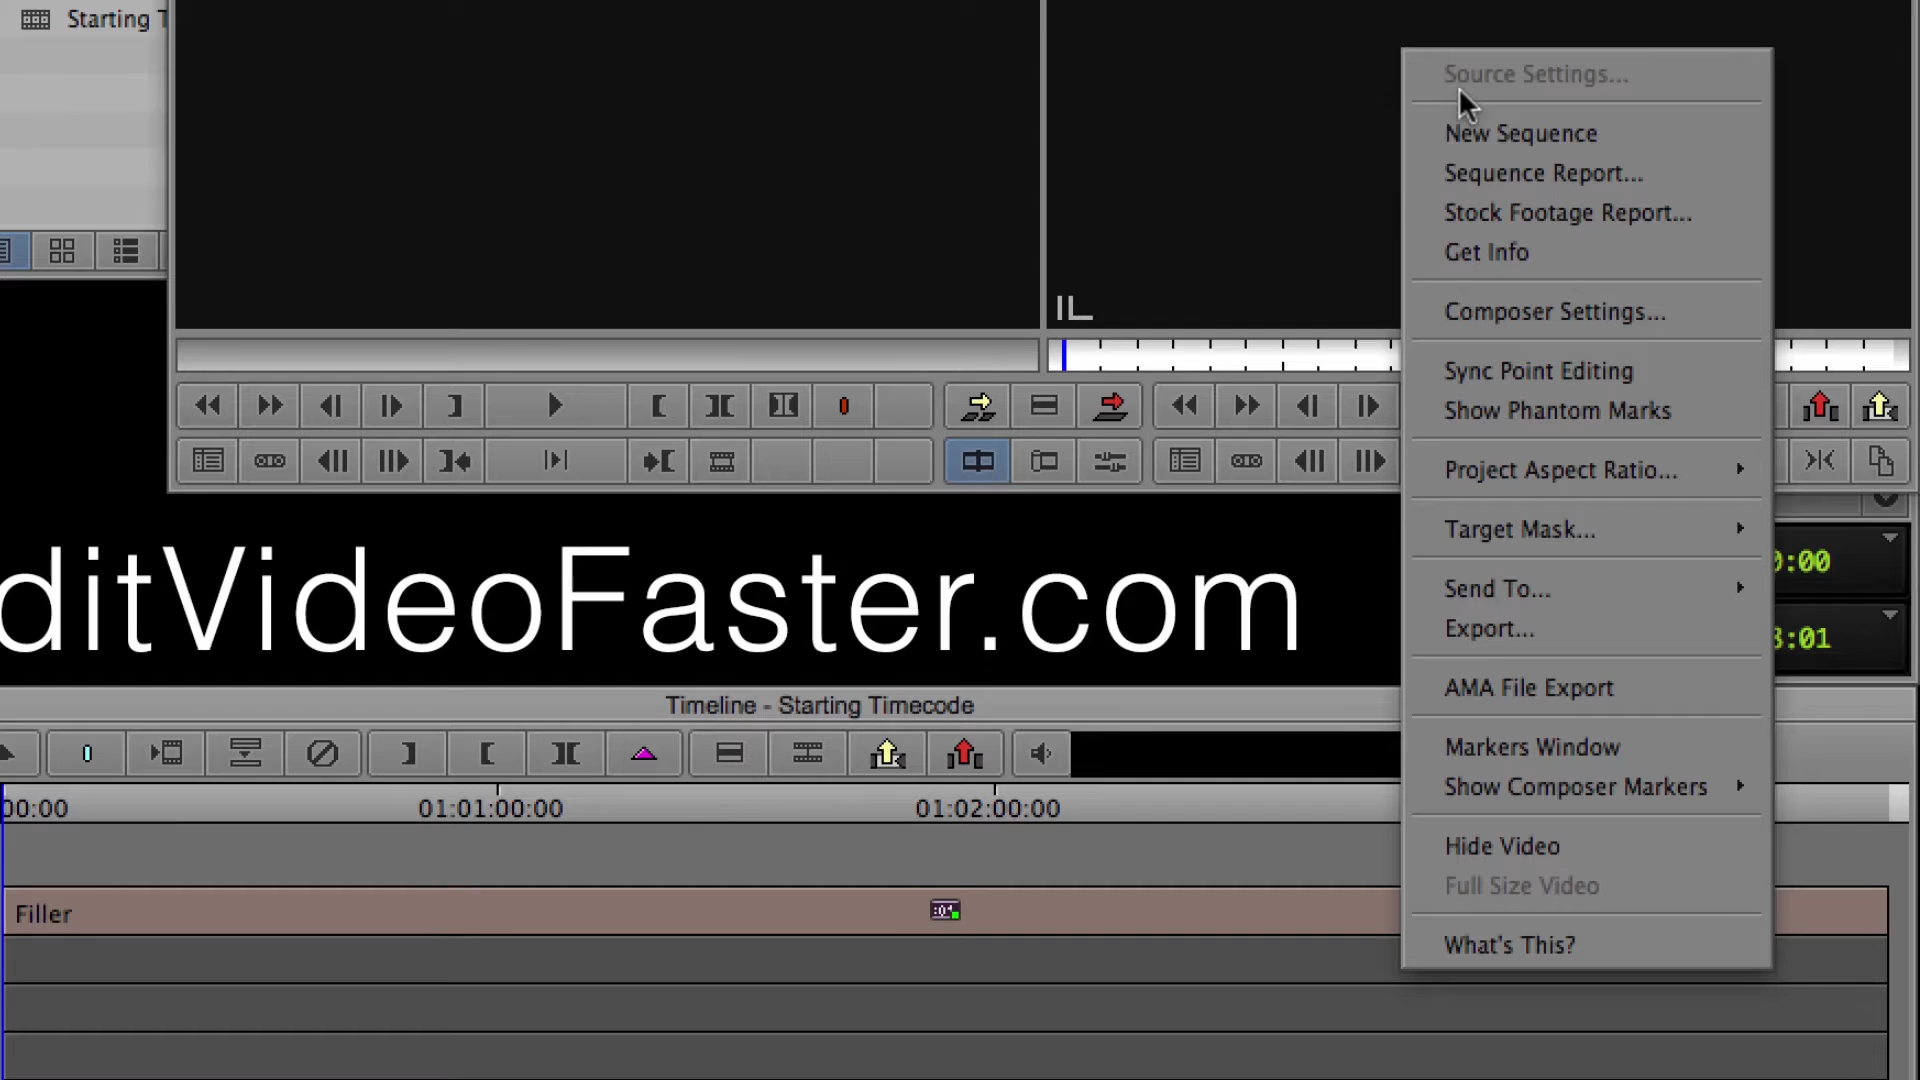 Starting T
Source Settings...
New Sequence
Sequence Report...
Stock Footage Report...
Get Info
Composer Settings...
Sync Point Editing
Show Phantom Marks
Project Aspect Ratio...
Target Mask...
Send To...
Export...
AMA File Export
Markers Window
Show Composer Markers
Hide Video
Full Size Video
What's This?
0:00
3:01
ditVideoFaster.com
Timeline - Starting Timecode
00:00
01:01:00:00
01:02:00:00
Filler